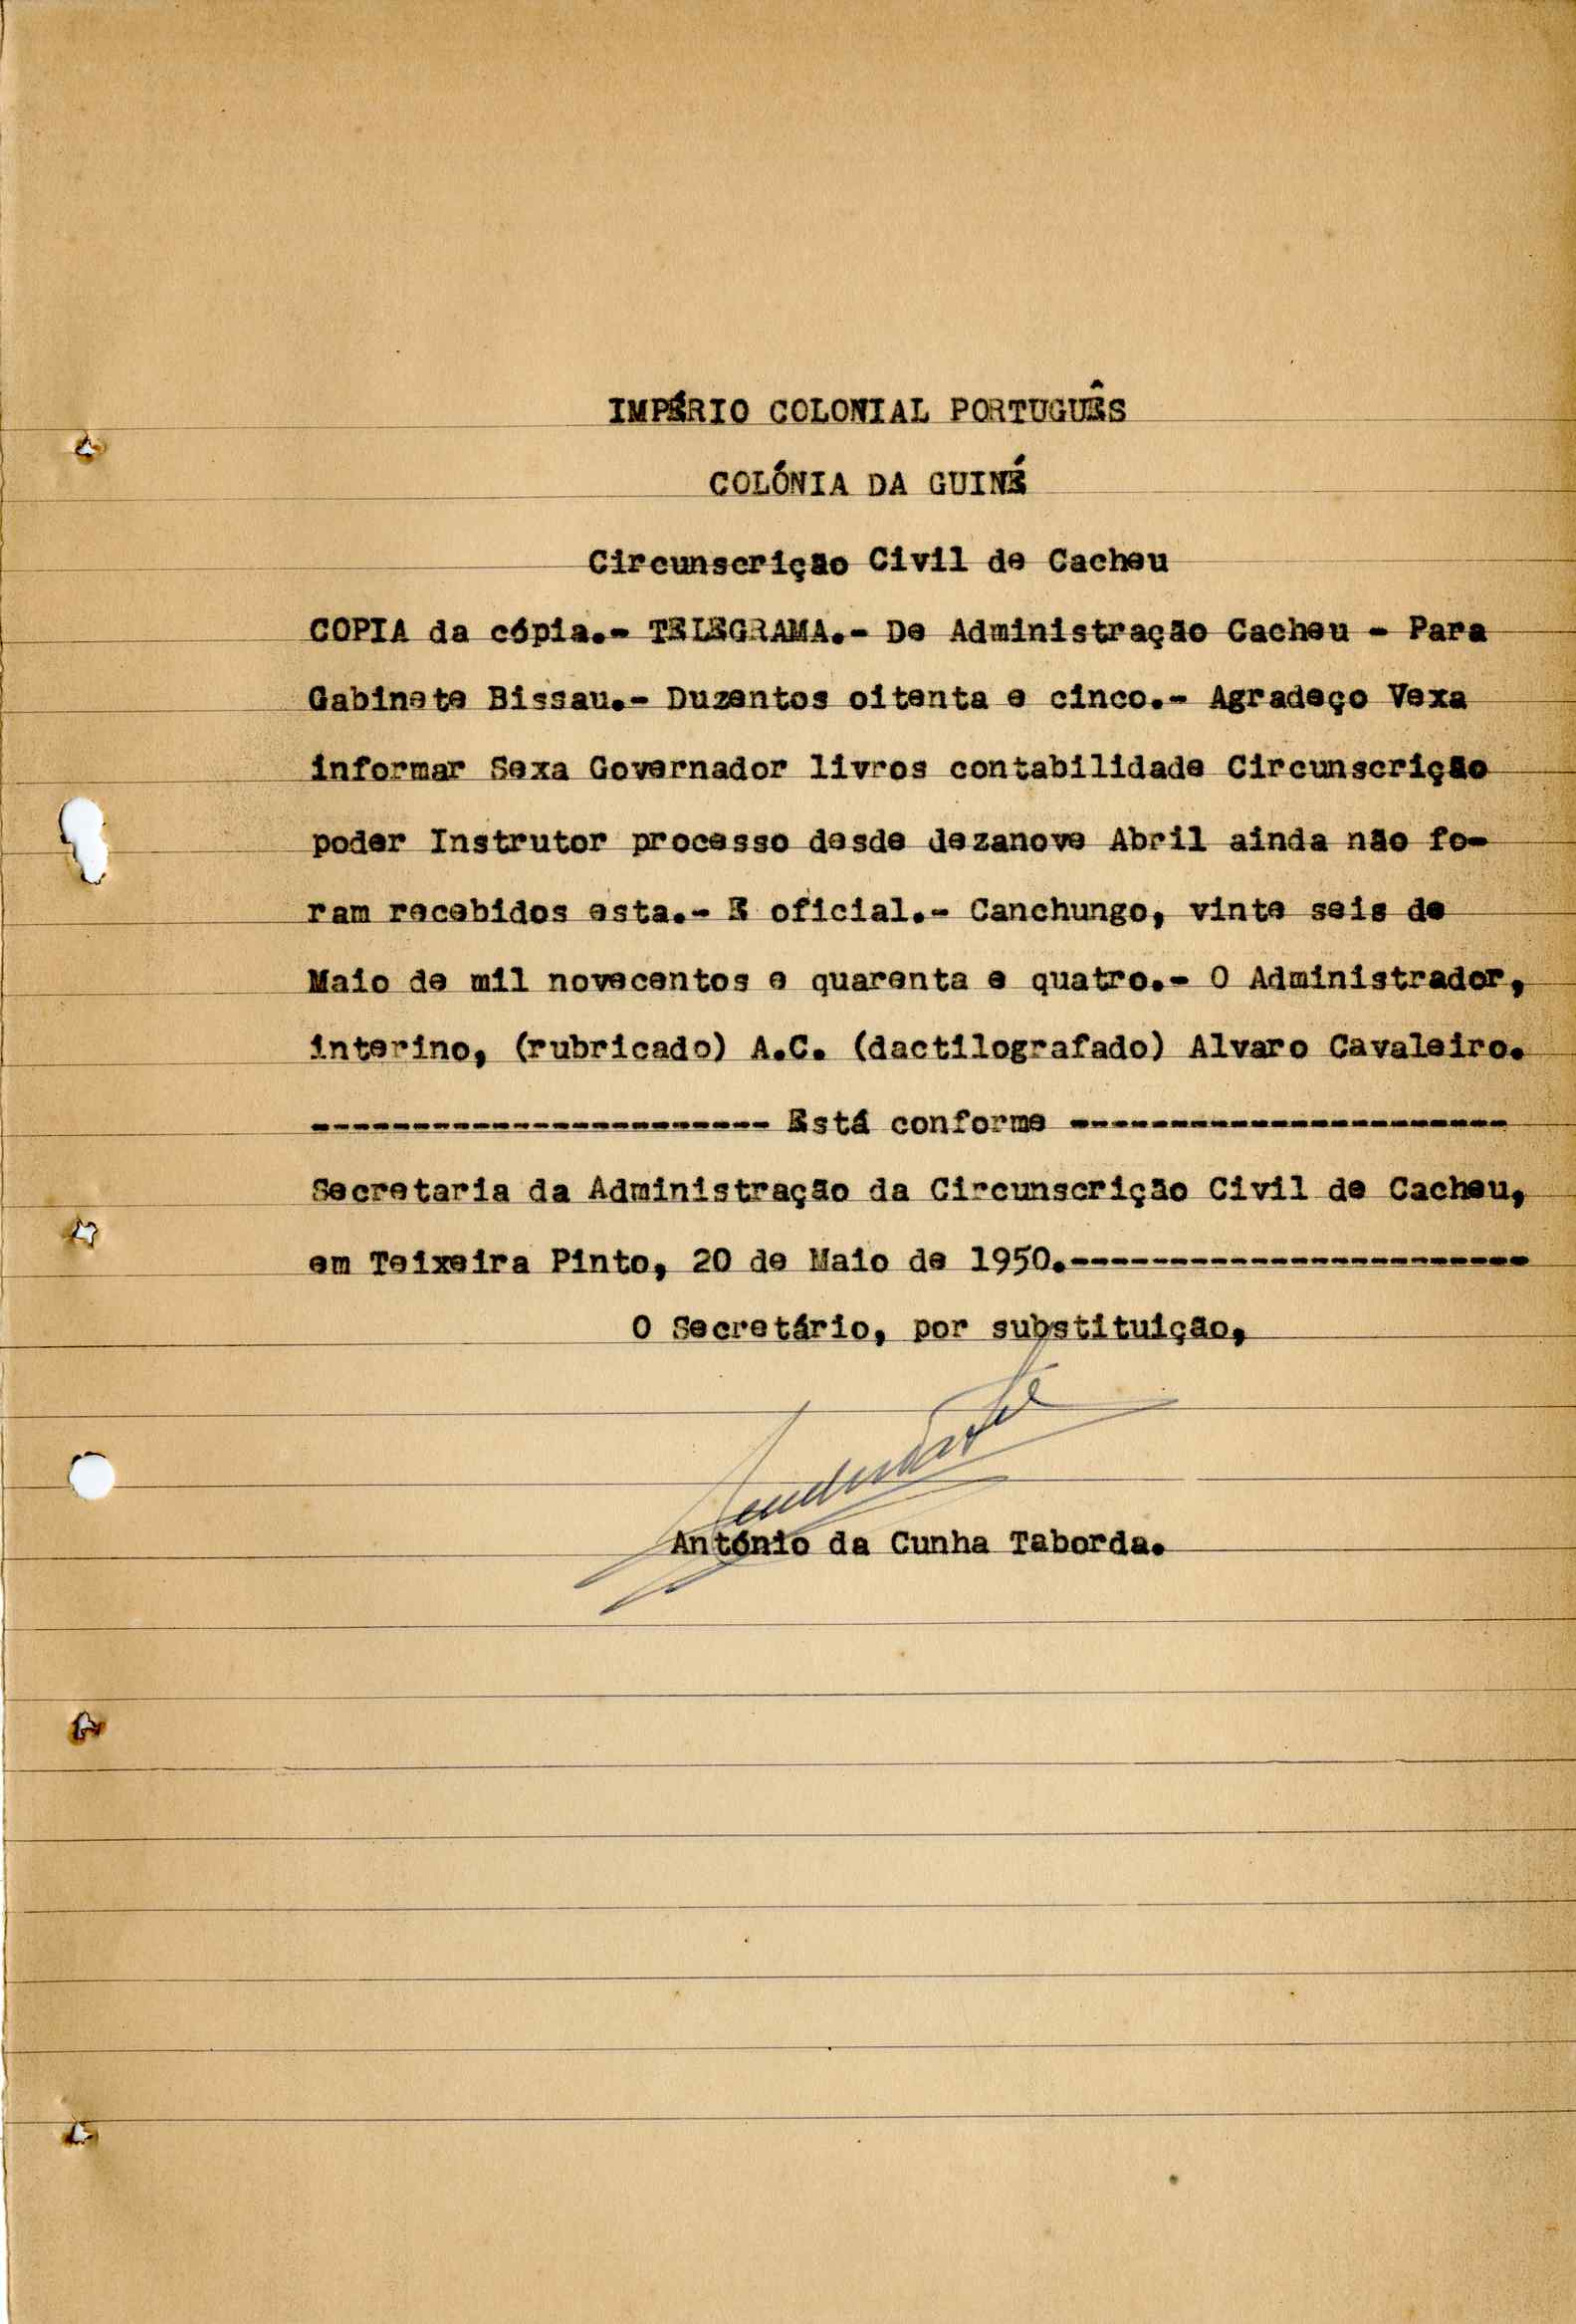 IMPÉRIO COLONIAL PORTUGUÊS
COLÓNIA DA GUINÉ
Circunscrição Civil de Cacheu
COPIA da cópia.- TELEGRAMA.- De Administração Cacheu - Para
Gabinete Bissau.- Duzentos oitenta e cinco.- Agradeço Vexa
informar Sexa Governador livros contabilidade Circunscrição
poder Instrutor processo desde dezanove Abril ainda não fo-
ram recebidos esta.- E oficial.- Canchungo, vinte seis de
Maio de mil novecentos e quarenta e quatro.- O Administrador,
interino, (rubricado) A.C. (dactilografado) Alvaro Cavaleiro.
----------------------- Está conforme ----------------------
Secretaria da Administração da Circunscrição Civil de Cacheu,
em Teixeira Pinto, 20 de Maio de 1950.-----------------------
O Secretário, por substituição,
António da Cunha Taborda.